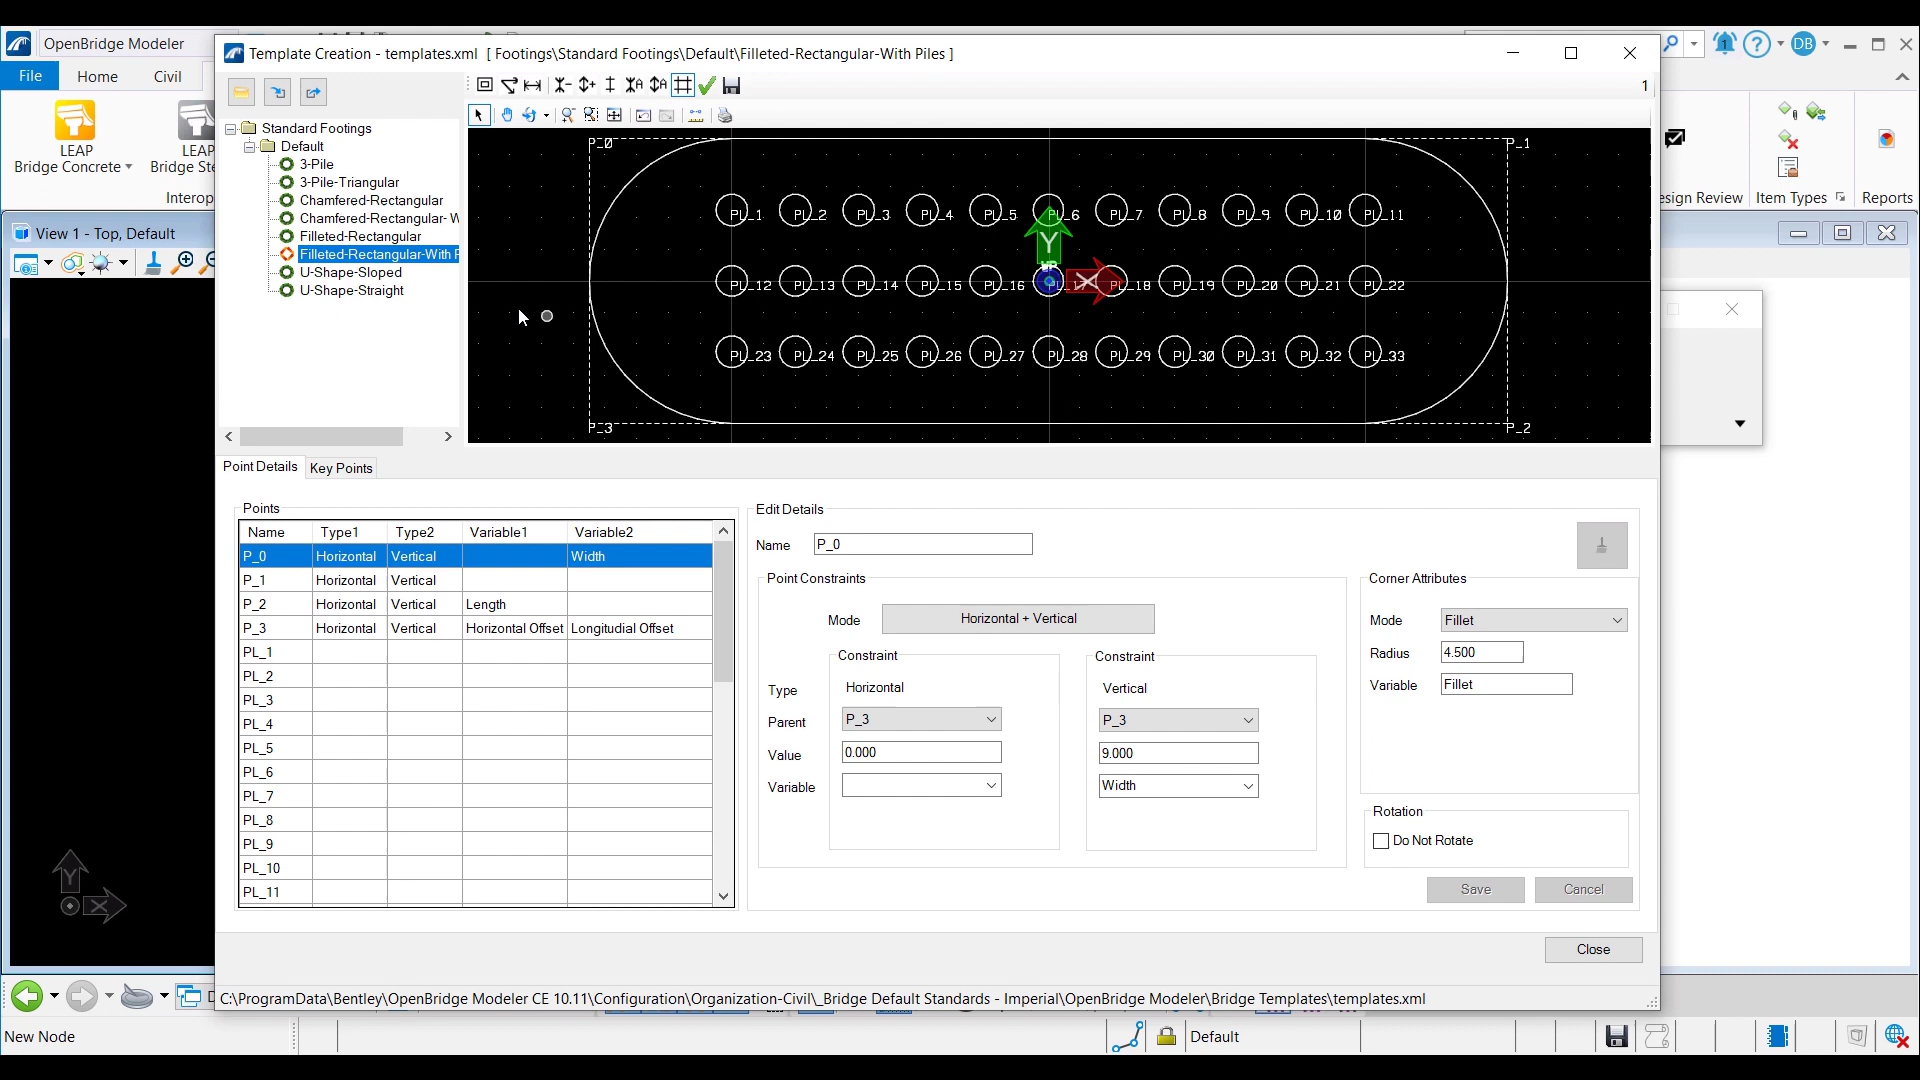 OpenBridge Modeler
Template Creation - templates.xml [ Footings\Standard Footings\Default\Filleted-Rectangular-With Piles ]
DB
File
Home
Civil
1
LEAP
Bridge Concrete
LEAP
Bridge Ste
Interop
esign Review
Item Types
Reports
View 1 - Top, Default
Standard Footings
Default
3-Pile
3-Pile-Triangular
Chamfered-Rectangular
Chamfered-Rectangular- W
Filleted-Rectangular
Filleted-Rectangular-With P
U-Shape-Sloped
U-Shape-Straight
P_0
P_1
PL_1 PL_2 PL_3 PL_4 PL_5 PL_6 PL_7 PL_8 PL_9 PL_10 PL_11
Y
X
PL_12 PL_13 PL_14 PL_15 PL_16 PL_18 PL_19 PL_20 PL_21 PL_22
PL_23 PL_24 PL_25 PL_26 PL_27 PL_28 PL_29 PL_30 PL_31 PL_32 PL_33
P_3
P_2
Point Details
Key Points
Points
Name Type1 Type2 Variable1 Variable2
P_0 Horizontal Vertical Width
P_1 Horizontal Vertical
P_2 Horizontal Vertical Length
P_3 Horizontal Vertical Horizontal Offset Longitudial Offset
PL_1
PL_2
PL_3
PL_4
PL_5
PL_6
PL_7
PL_8
PL_9
PL_10
PL_11
Edit Details
Name P_0
Point Constraints
Mode Horizontal + Vertical
Constraint
Constraint
Type Horizontal Vertical
Parent P_3 P_3
Value 0.000 9.000
Variable Width
Corner Attributes
Mode Fillet
Radius 4.500
Variable Fillet
Rotation
Do Not Rotate
Save
Cancel
Close
Y
X
C:\ProgramData\Bentley\OpenBridge Modeler CE 10.11\Configuration\Organization-Civil\_Bridge Default Standards - Imperial\OpenBridge Modeler\Bridge Templates\templates.xml
New Node
Default